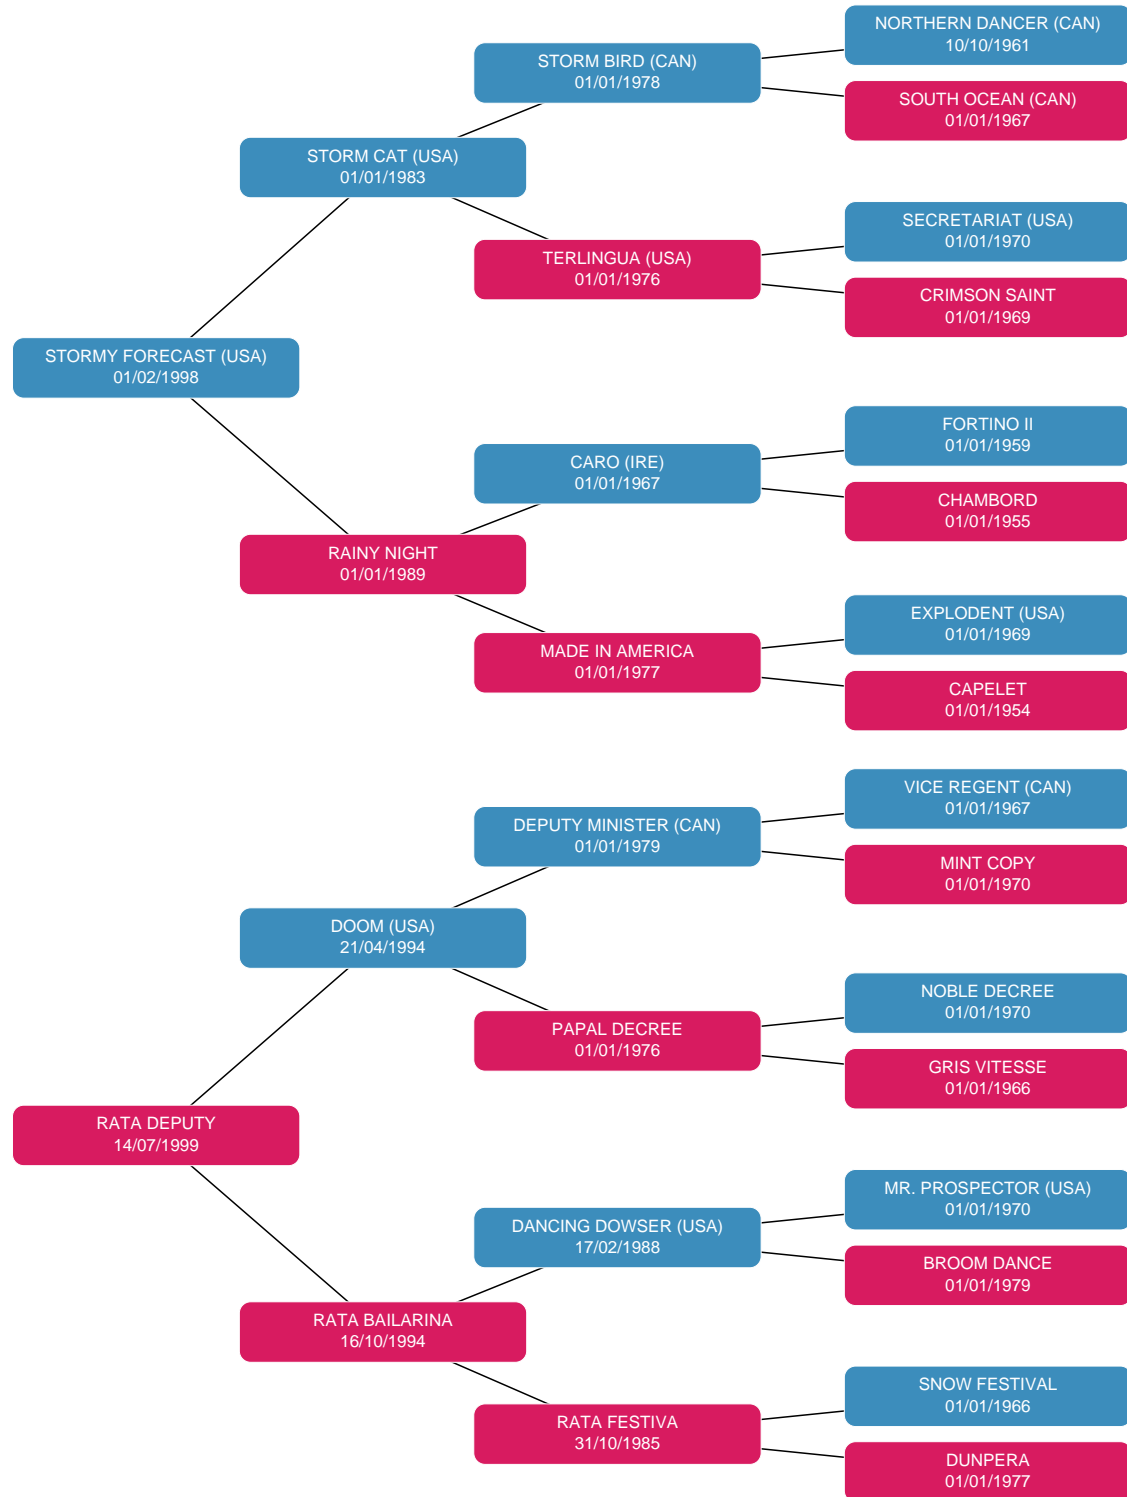 NORTHERN DANCER (CAN)
10/10/1961
STORM BIRD (CAN)
01/01/1978
SOUTH OCEAN (CAN)
01/01/1967
STORM CAT (USA)
01/01/1983
SECRETARIAT (USA)
01/01/1970
TERLINGUA (USA)
01/01/1976
CRIMSON SAINT
01/01/1969
STORMY FORECAST (USA)
01/02/1998
FORTINO II
01/01/1959
CARO (IRE)
01/01/1967
CHAMBORD
01/01/1955
RAINY NIGHT
01/01/1989
EXPLODENT (USA)
01/01/1969
MADE IN AMERICA
01/01/1977
CAPELET
01/01/1954
VICE REGENT (CAN)
01/01/1967
DEPUTY MINISTER (CAN)
01/01/1979
MINT COPY
01/01/1970
DOOM (USA)
21/04/1994
NOBLE DECREE
01/01/1970
PAPAL DECREE
01/01/1976
GRIS VITESSE
01/01/1966
RATA DEPUTY
14/07/1999
MR. PROSPECTOR (USA)
01/01/1970
DANCING DOWSER (USA)
17/02/1988
BROOM DANCE
01/01/1979
RATA BAILARINA
16/10/1994
SNOW FESTIVAL
01/01/1966
RATA FESTIVA
31/10/1985
DUNPERA
01/01/1977